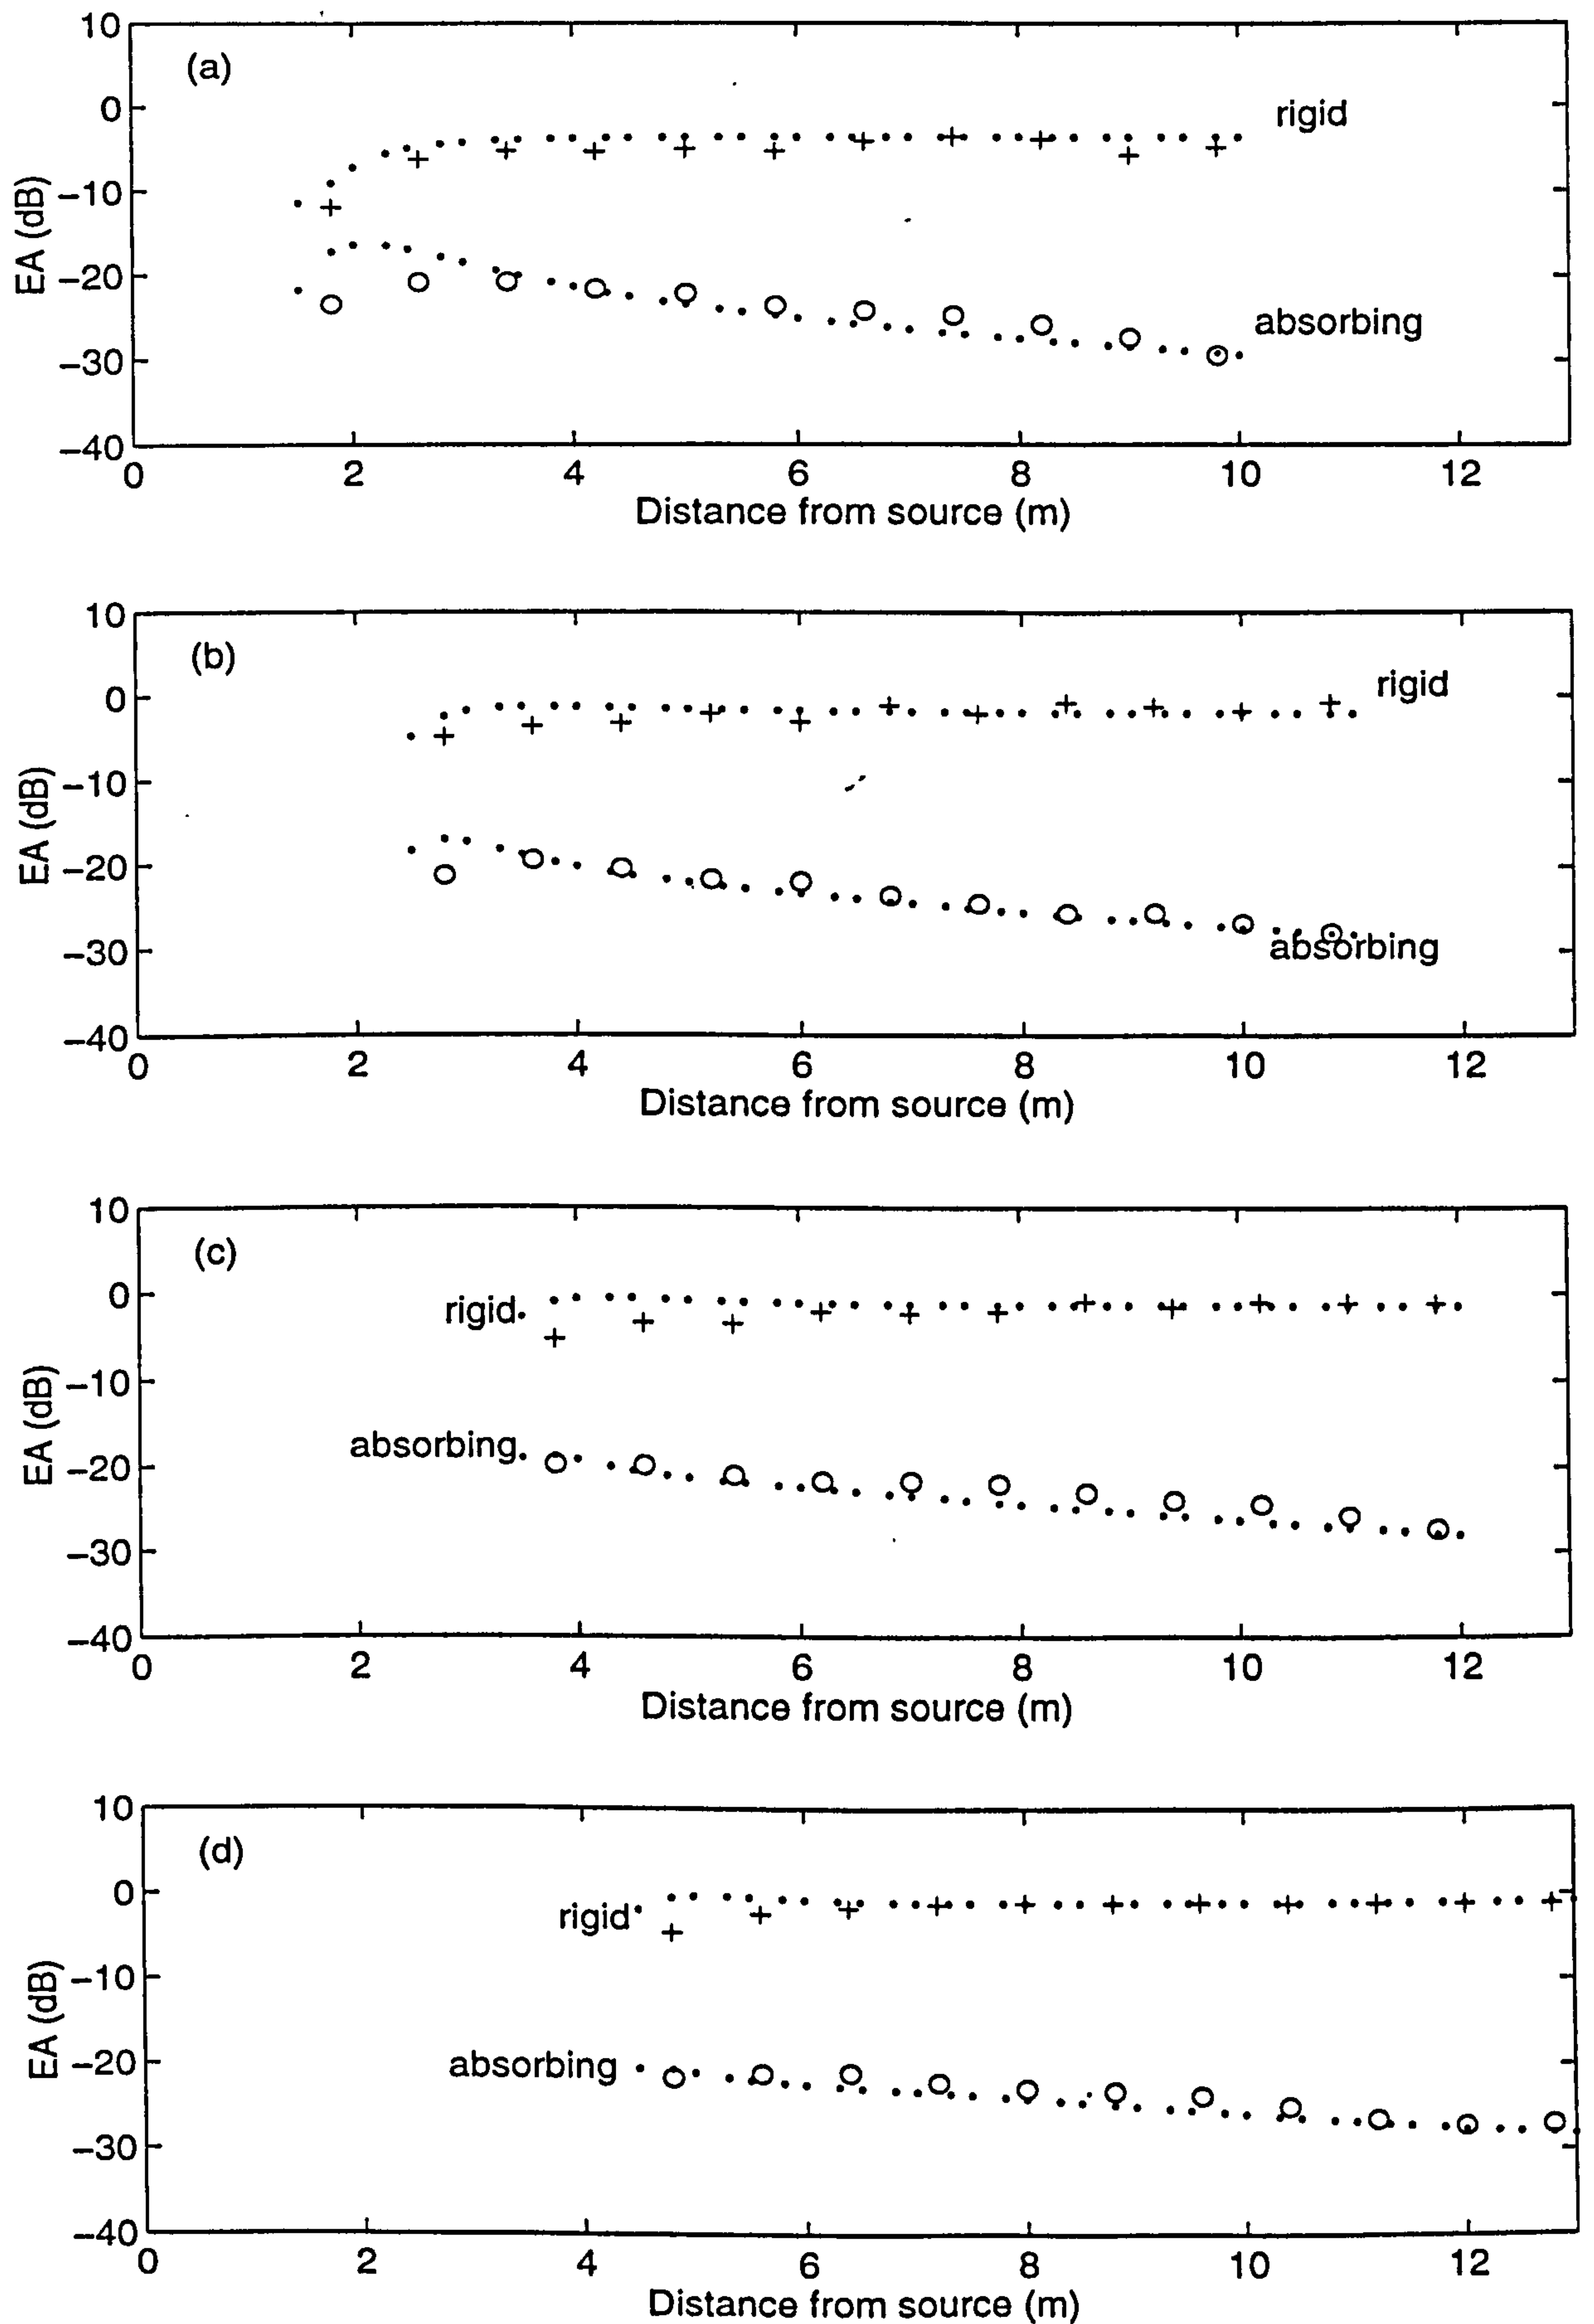 10
(a)
0
rigid
−10
EA (dB)
−20
absorbing
−30
−40
0 2 4 6 8 10 12
Distance from source (m)
10
(b)
0
rigid
−10
EA (dB)
−20
−30
absorbing
−40
0 2 4 6 8 10 12
Distance from source (m)
10
(c)
0
rigid
−10
EA (dB)
absorbing
−20
−30
−40
0 2 4 6 8 10 12
Distance from source (m)
10
(d)
0
rigid
−10
EA (dB)
−20
absorbing
−30
−40
0 2 4 6 8 10 12
Distance from source (m)